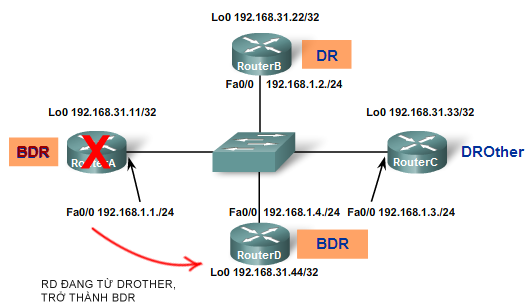 Lo0 192.168.31.22/32
RouterB
DR
Fa0/0 192.168.1.2/24
Lo0 192.168.31.11/32
Lo0 192.168.31.33/32
BDR
RouterA
RouterC
DROther
Fa0/0 192.168.1.1./24
Fa0/0 192.168.1.4/24
Fa0/0 192.168.1.3./24
RouterD
BDR
Lo0 192.168.31.44/32
RD ĐANG TỪ DROTHER,
TRỞ THÀNH BDR